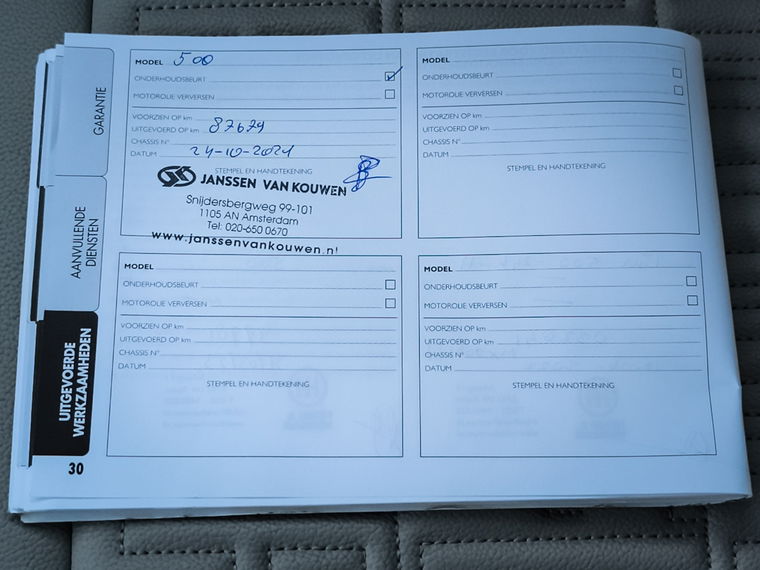 GARANTIE
AANVULLENDE
DIENSTEN
UITGEVOERDE
WERKZAAMHEDEN
30
MODEL 500
ONDERHOUDSBEURT
MOTOROLIE VERVERSEN
VOORZIEN OP km
UITGEVOERD OP km 87679
CHASSIS N°
DATUM 24-10-2021
STEMPEL EN HANDTEKENING
JANSSEN VAN KOUWEN
Snijdersbergweg 99-101
1105 AN Amsterdam
Tel: 020-650 0670
www.janssenvankouwen.nl
MODEL
ONDERHOUDSBEURT
MOTOROLIE VERVERSEN
VOORZIEN OP km
UITGEVOERD OP km
CHASSIS N°
DATUM
STEMPEL EN HANDTEKENING
MODEL
ONDERHOUDSBEURT
MOTOROLIE VERVERSEN
VOORZIEN OP km
UITGEVOERD OP km
CHASSIS N°
DATUM
STEMPEL EN HANDTEKENING
MODEL
ONDERHOUDSBEURT
MOTOROLIE VERVERSEN
VOORZIEN OP km
UITGEVOERD OP km
CHASSIS N°
DATUM
STEMPEL EN HANDTEKENING